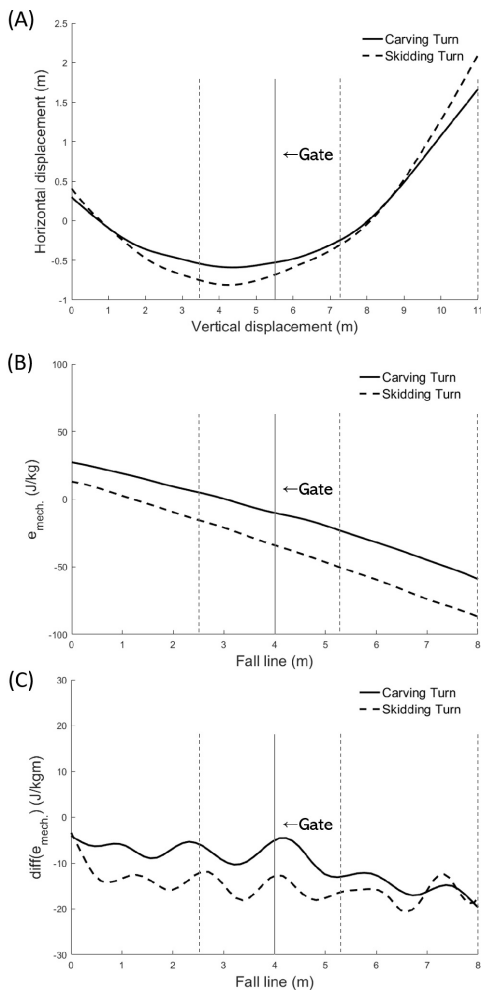 (A)
2.5
2
1.5
1
0.5
0
-0.5
-1
Horizontal displacement (m)
Carving Turn
Skidding Turn
←Gate
0 1 2 3 4 5 6 7 8 9 10 11
Vertical displacement (m)
(B)
100
50
0
-50
-100
e mech. (J/kg)
Carving Turn
Skidding Turn
←Gate
0 1 2 3 4 5 6 7 8
Fall line (m)
(C)
30
20
10
0
-10
-20
-30
diff(e mech.) (J/kgm)
Carving Turn
Skidding Turn
←Gate
0 1 2 3 4 5 6 7 8
Fall line (m)